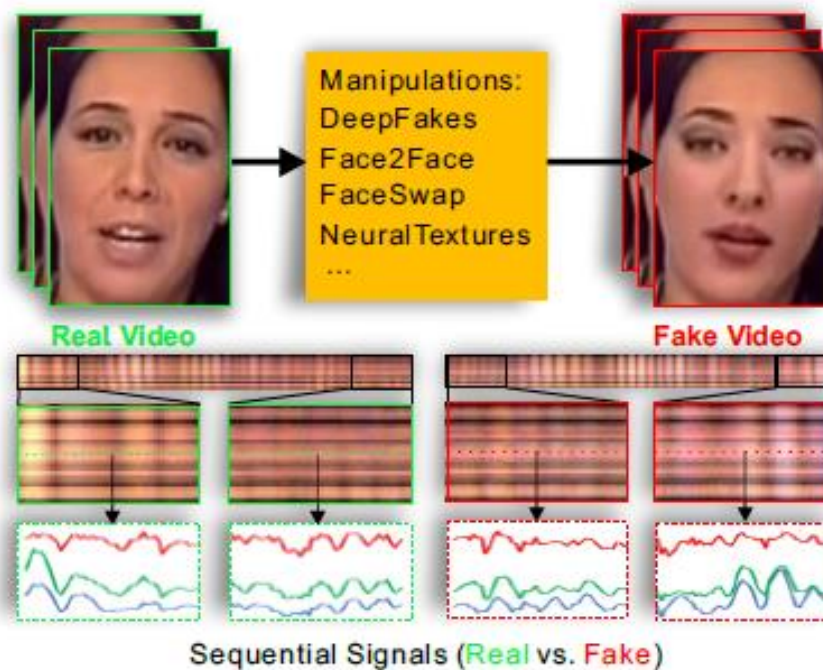 Manipulations:
DeepFakes
Face2Face
FaceSwap
NeuralTextures
...
Real Video
Fake Video
Sequential Signals (Real vs. Fake)